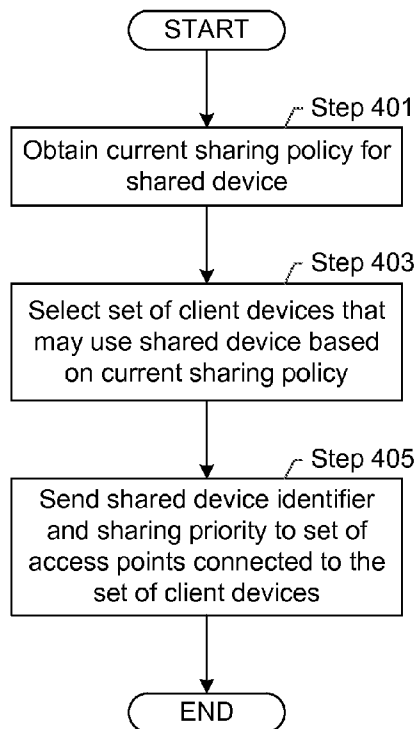 START
Step 401
Obtain current sharing policy for
shared device
Step 403
Select set of client devices that
may use shared device based
on current sharing policy
Step 405
Send shared device identifier
and sharing priority to set of
access points connected to the
set of client devices
END